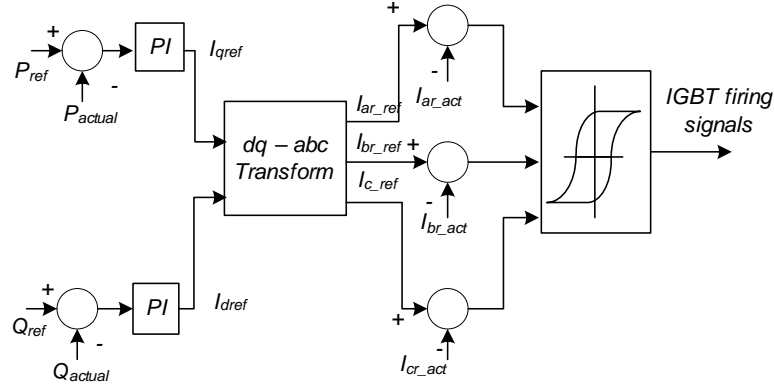 +
P_ref
-
P_actual
PI
I_qref
dq – abc
Transform
I_ar_ref
I_br_ref
I_c_ref
+
-
I_ar_act
+
-
I_br_act
+
-
I_cr_act
IGBT firing
signals
+
Q_ref
-
Q_actual
PI
I_dref